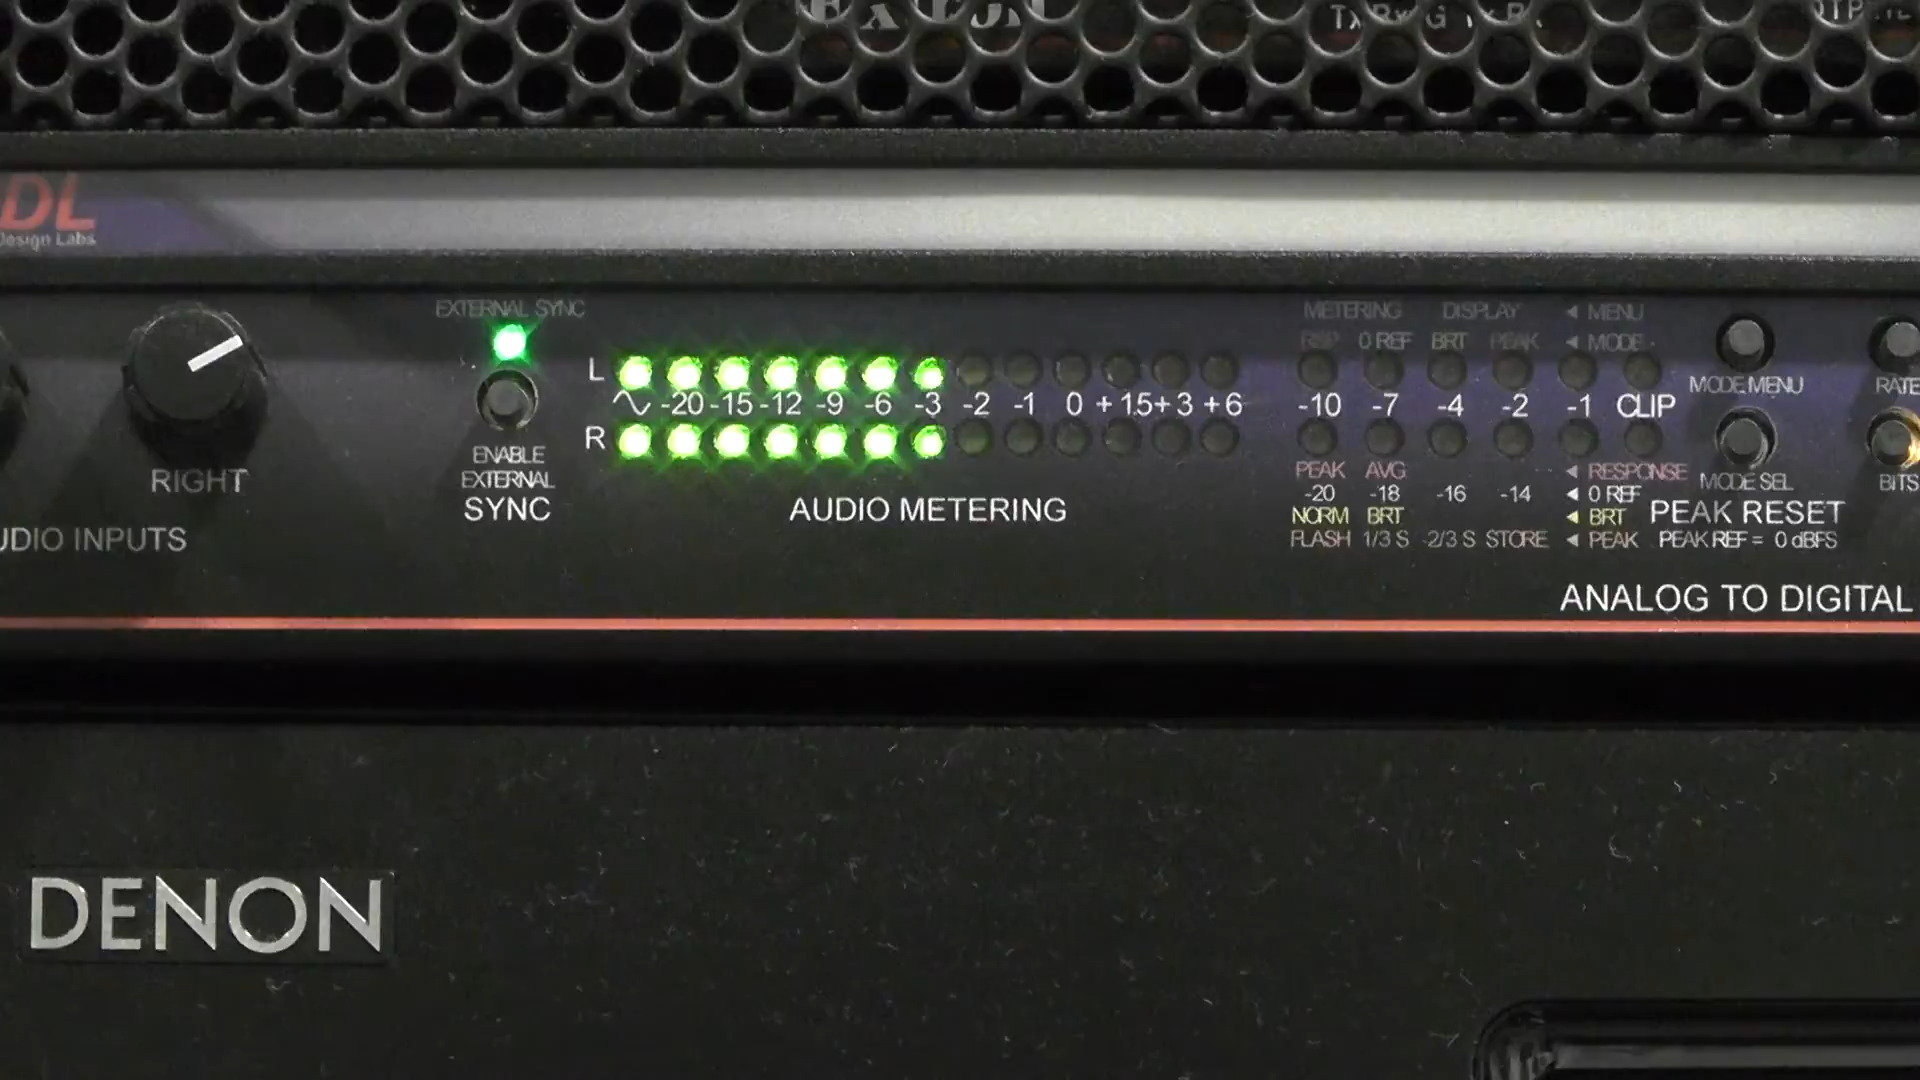 Extron
DL
Design Labs
EXTERNAL SYNC
METERING DISPLAY ◄ MENU
RSP 0 REF BRT PEAK ◄ MODE
L
-20 -15 -12 -9 -6 -3 -2 -1 0 +1.5 +3 +6 -10 -7 -4 -2 -1 CLIP
R
MODE MENU RATE
RIGHT
ENABLE
EXTERNAL
SYNC
AUDIO METERING
PEAK AVG ◄ RESPONSE
-20 -18 -16 -14 ◄ 0 REF
NORM BRT ◄ BRT
FLASH 1/3 S 2/3 S STORE ◄ PEAK
MODE SEL BITS
PEAK RESET
PEAK REF = 0 dBFS
UDIO INPUTS
ANALOG TO DIGITAL
DENON